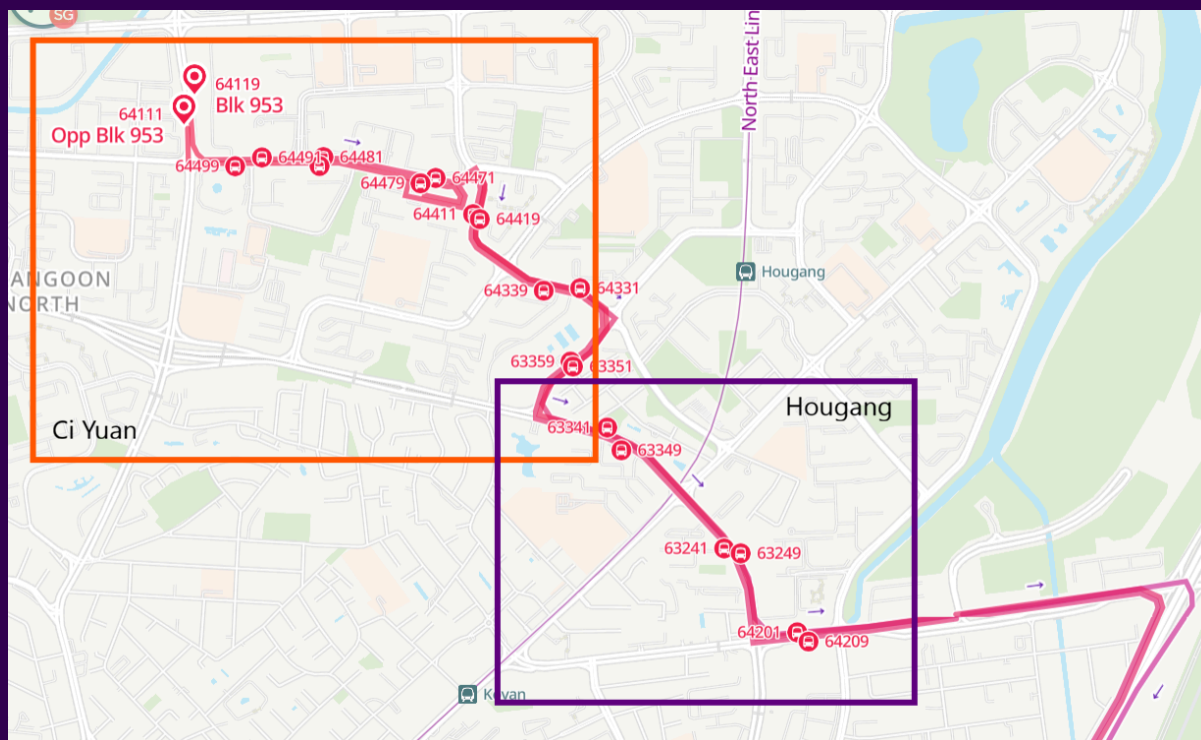 SG
64119
Blk 953
64111
Opp Blk 953
64499
64491
64481
64479
64471
64411
64419
ANGOON
NORTH
64339
64331
63359
63351
Ci Yuan
North-East Lin
Hougang
Hougang
63341
63349
63241
63249
64201
64209
Kovan